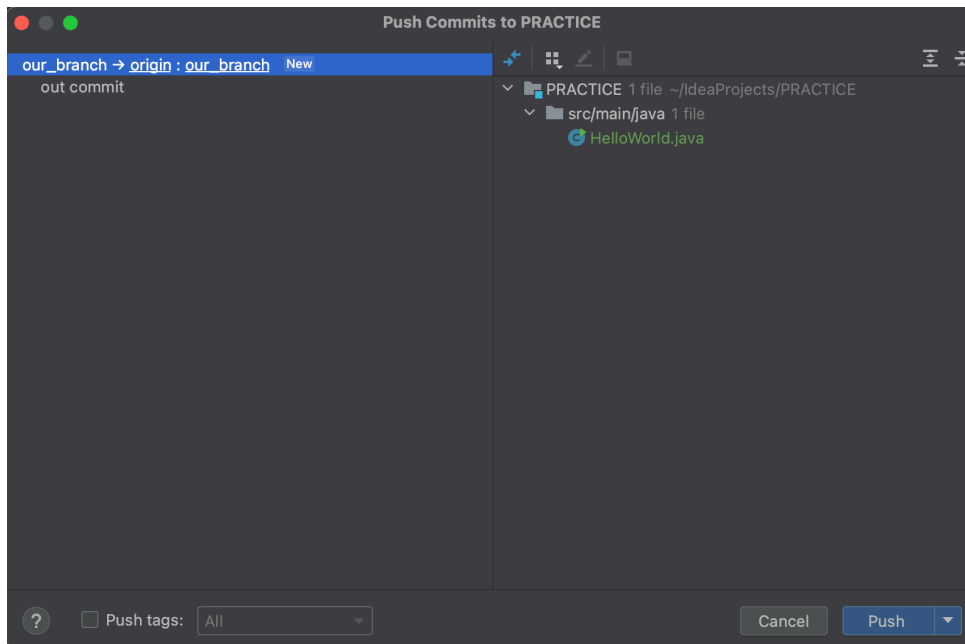 Push Commits to PRACTICE
our_branch → origin : our_branch New
out commit
PRACTICE 1 file ~/IdeaProjects/PRACTICE
src/main/java 1 file
HelloWorld.java
? Push tags: All
Cancel Push